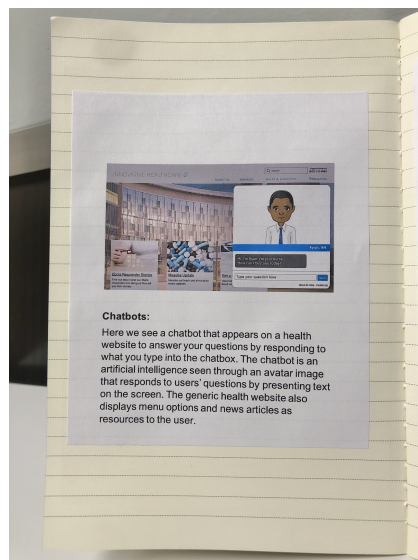 Chatbots:
Here we see a chatbot that appears on a health
website to answer your questions by responding to
what you type into the chatbox. The chatbot is an
artificial intelligence seen through an avatar image
that responds to users' questions by presenting text
on the screen. The generic health website also
displays menu options and news articles as
resources to the user.